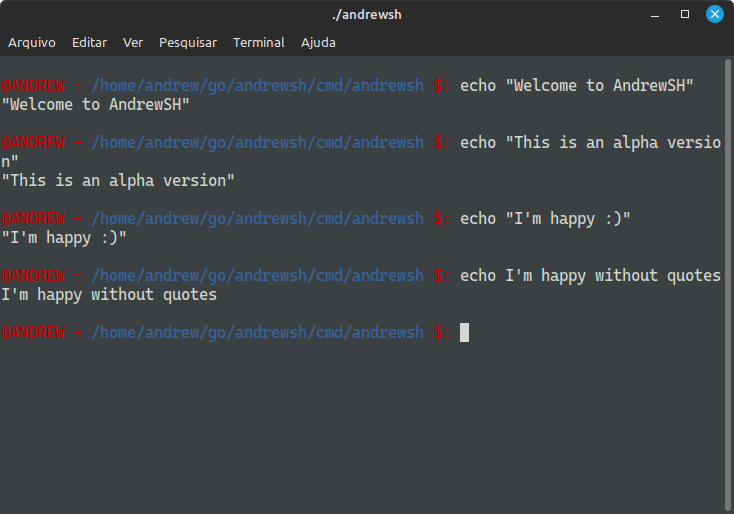 ./andrewsh
Arquivo Editar Ver Pesquisar Terminal Ajuda
@ANDREW ~ /home/andrew/go/andrewsh/cmd/andrewsh $: echo "Welcome to AndrewSH"
"Welcome to AndrewSH"
@ANDREW ~ /home/andrew/go/andrewsh/cmd/andrewsh $: echo "This is an alpha versio
n"
"This is an alpha version"
@ANDREW ~ /home/andrew/go/andrewsh/cmd/andrewsh $: echo "I'm happy :)"
"I'm happy :)"
@ANDREW ~ /home/andrew/go/andrewsh/cmd/andrewsh $: echo I'm happy without quotes
I'm happy without quotes
@ANDREW ~ /home/andrew/go/andrewsh/cmd/andrewsh $: